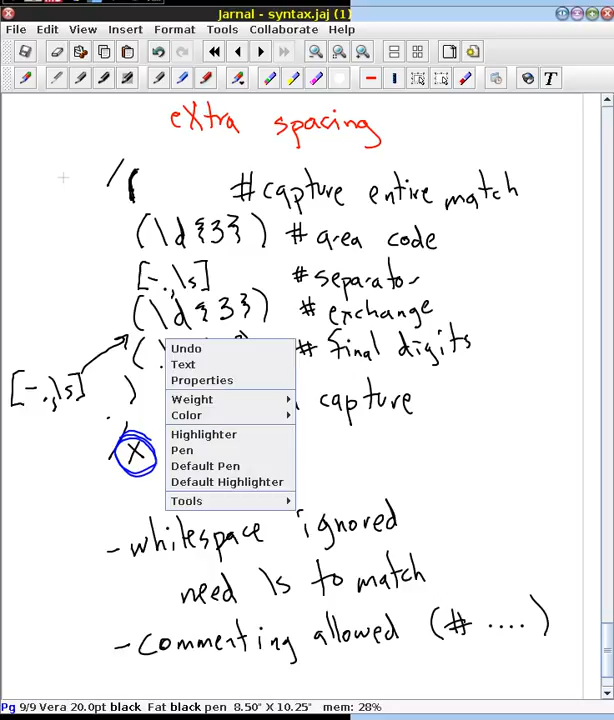 Jarnal - syntax.jaj (1)
File Edit View Insert Format Tools Collaborate Help
T
eXtra spacing
/( #capture entire match
(\d{3}) # area code
[-.,\s] #separator
(\d{3}) # exchange
( # final digits
[-.,\s] ) capture
/
X
Undo
Text
Properties
Weight
Color
Highlighter
Pen
Default Pen
Default Highlighter
Tools
- whitespace ignored
need \s to match
- commenting allowed (# ....)
Pg 9/9 Vera 20.0pt black Fat black pen 8.50" X 10.25" mem: 28%